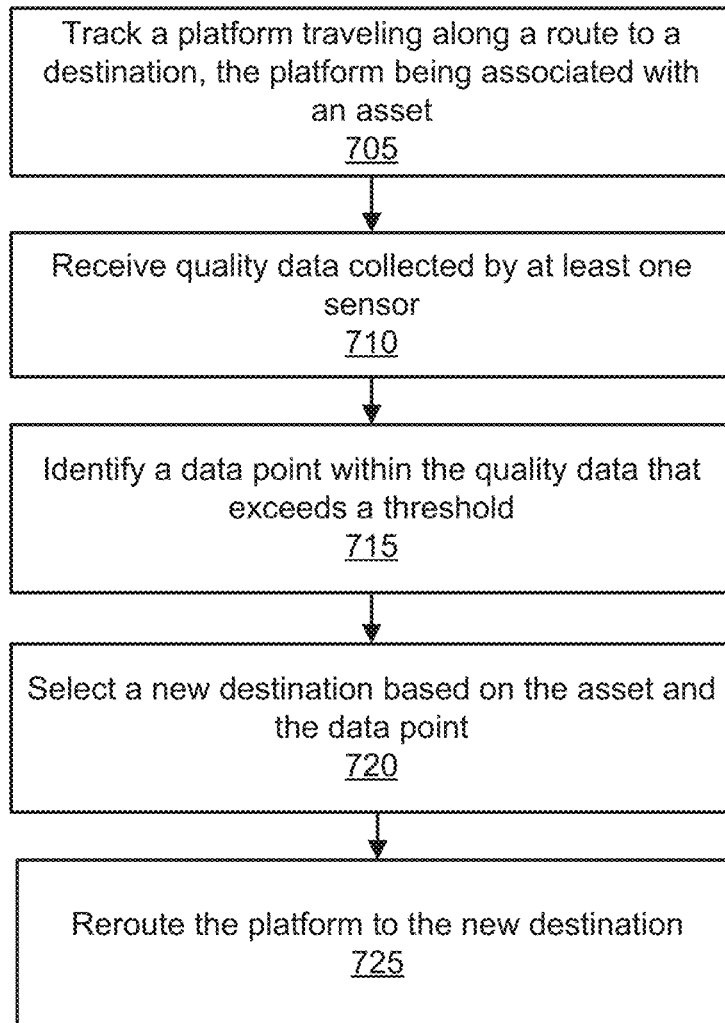 Track a platform traveling along a route to a
destination, the platform being associated with
an asset
705
Receive quality data collected by at least one
sensor
710
Identify a data point within the quality data that
exceeds a threshold
715
Select a new destination based on the asset and
the data point
720
Reroute the platform to the new destination
725